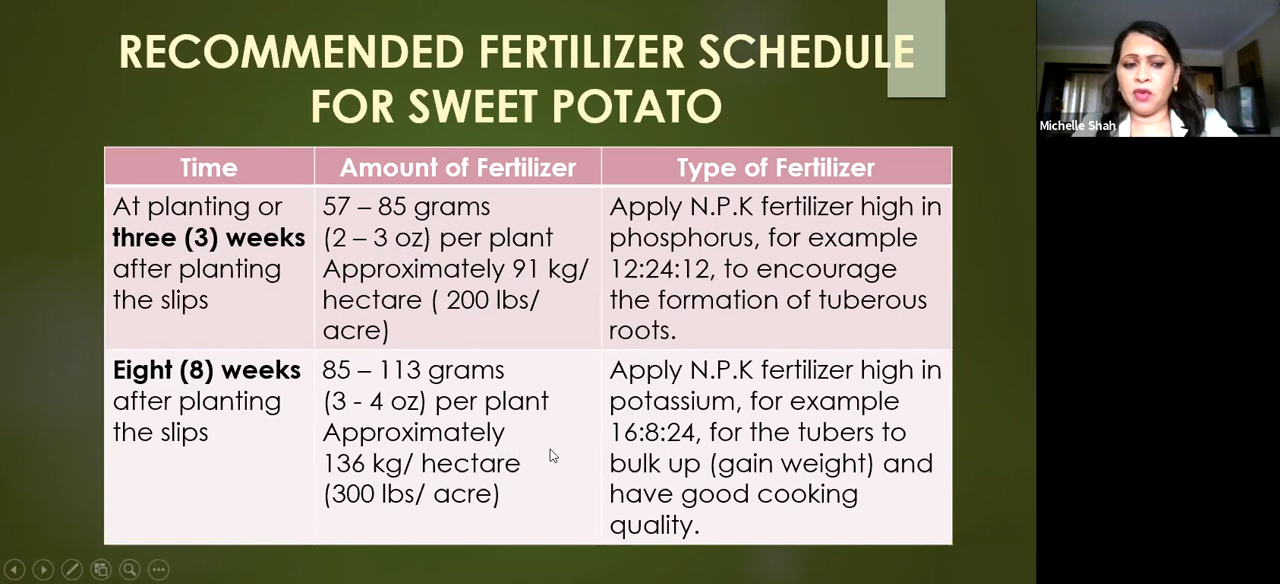 RECOMMENDED FERTILIZER SCHEDULE
FOR SWEET POTATO
Michelle Shah
Time
Amount of Fertilizer
Type of Fertilizer
At planting or
three (3) weeks
after planting
the slips
57 – 85 grams
(2 – 3 oz) per plant
Approximately 91 kg/
hectare ( 200 lbs/
acre)
Apply N.P.K fertilizer high in
phosphorus, for example
12:24:12, to encourage
the formation of tuberous
roots.
Eight (8) weeks
after planting
the slips
85 – 113 grams
(3 - 4 oz) per plant
Approximately
136 kg/ hectare
(300 lbs/ acre)
Apply N.P.K fertilizer high in
potassium, for example
16:8:24, for the tubers to
bulk up (gain weight) and
have good cooking
quality.